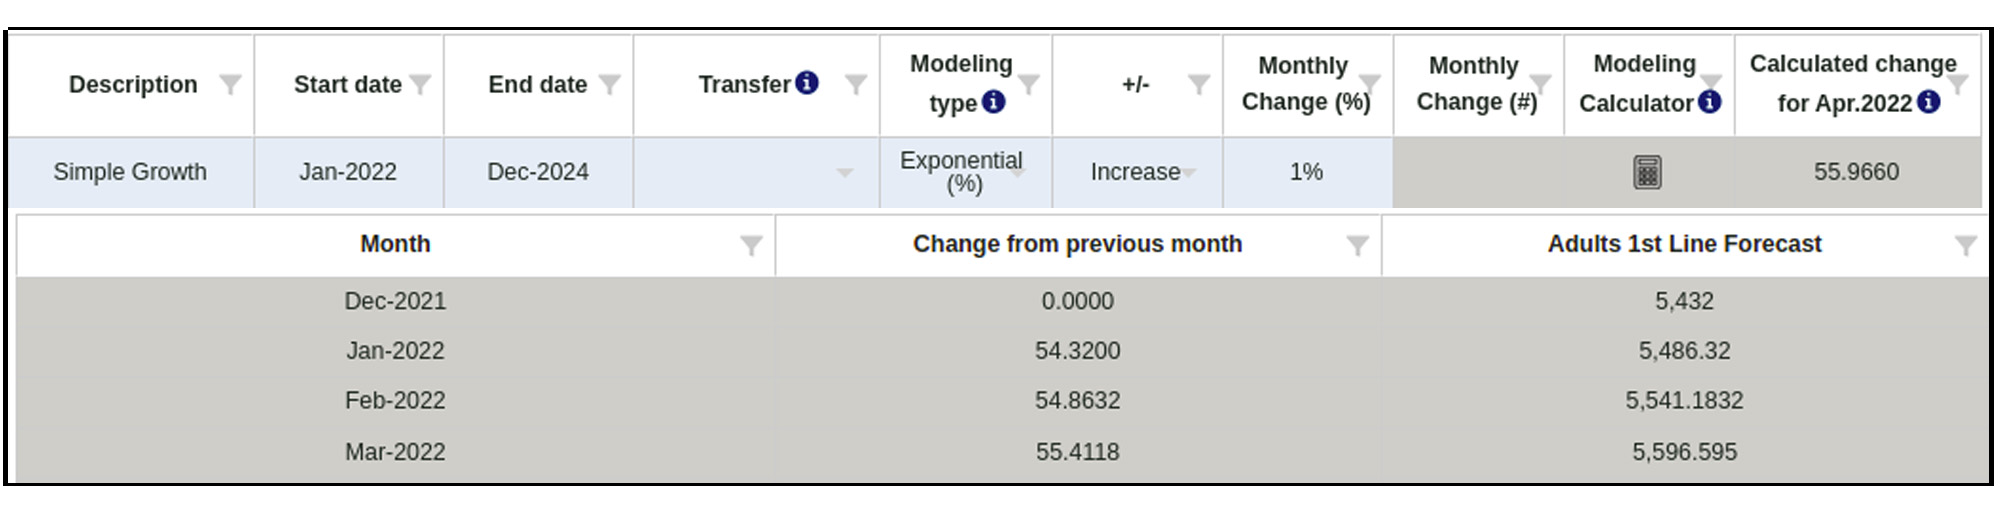 Description Start date End date Transfer Modeling type +/- Monthly Change (%) Monthly Change (#) Modeling Calculator Calculated change for Apr.2022
Simple Growth Jan-2022 Dec-2024 Exponential (%) Increase 1% 55.9660
Month Change from previous month Adults 1st Line Forecast
Dec-2021 0.0000 5,432
Jan-2022 54.3200 5,486.32
Feb-2022 54.8632 5,541.1832
Mar-2022 55.4118 5,596.595